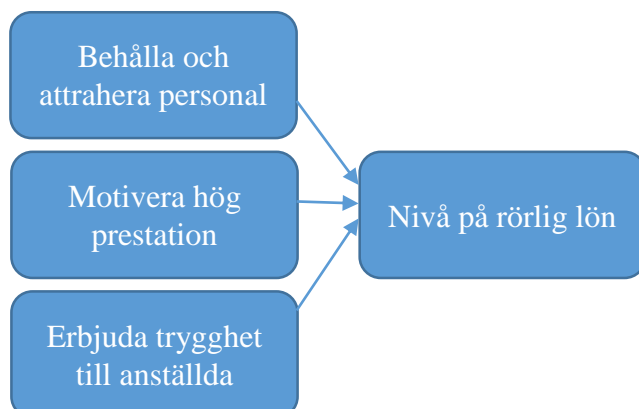 Behålla och
attrahera personal
Motivera hög
prestation
Nivå på rörlig lön
Erbjuda trygghet
till anställda